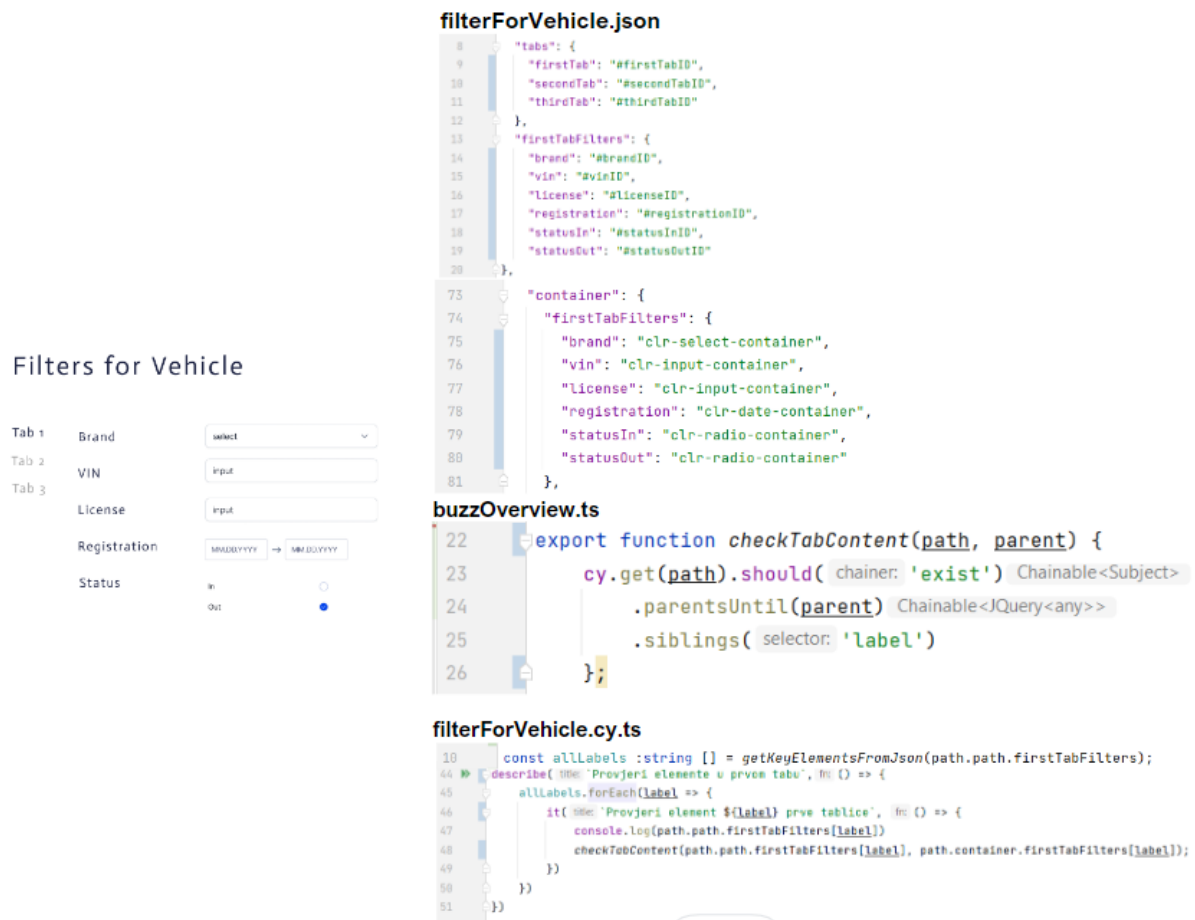 Filters for Vehicle
Tab 1
Tab 2
Tab 3
Brand
select
VIN
input
License
input
Registration
MM.DD.YYYY → MM.DD.YYYY
Status
In
Out
filterForVehicle.json
8 "tabs": {
9 "firstTab": "#firstTabID",
10 "secondTab": "#secondTabID",
11 "thirdTab": "#thirdTabID"
12 },
13 "firstTabFilters": {
14 "brand": "#brandID",
15 "vin": "#vinID",
16 "license": "#licenseID",
17 "registration": "#registrationID",
18 "statusIn": "#statusInID",
19 "statusOut": "#statusOutID"
20 },
73 "container": {
74 "firstTabFilters": {
75 "brand": "clr-select-container",
76 "vin": "clr-input-container",
77 "license": "clr-input-container",
78 "registration": "clr-date-container",
79 "statusIn": "clr-radio-container",
80 "statusOut": "clr-radio-container"
81 },
buzzOverview.ts
22 export function checkTabContent(path, parent) {
23 cy.get(path).should( chainer: 'exist') Chainable<Subject>
24 .parentsUntil(parent) Chainable<JQuery<any>>
25 .siblings( selector: 'label')
26 };
filterForVehicle.cy.ts
10 const allLabels :string [] = getKeyElementsFromJson(path.path.firstTabFilters);
44 describe( title: `Provjeri elemente u prvom tabu`, fn: () => {
45 allLabels.forEach(label => {
46 it( title: `Provjeri element ${label} prve tablice`, fn: () => {
47 console.log(path.path.firstTabFilters[label])
48 checkTabContent(path.path.firstTabFilters[label], path.container.firstTabFilters[label]);
49 })
50 })
51 })